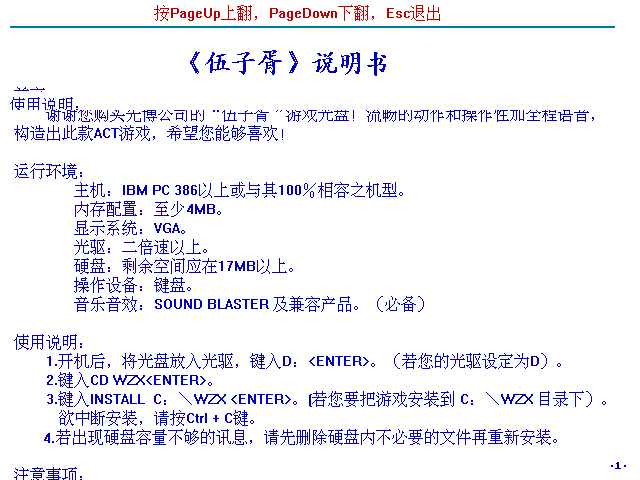 按PageUp上翻，PageDown下翻，Esc退出
《伍子胥》说明书
使用说明：
谢谢您购买光博公司的“伍子胥“游戏光盘！流畅的动作和操作性加全程语音，
构造出此款ACT游戏，希望您能够喜欢！
运行环境：
主机：IBM PC 386以上或与其100％相容之机型。
内存配置：至少4MB。
显示系统：VGA。
光驱：二倍速以上。
硬盘：剩余空间应在17MB以上。
操作设备：键盘。
音乐音效：SOUND BLASTER 及兼容产品。（必备）
使用说明：
1.开机后，将光盘放入光驱，键入D：<ENTER>。（若您的光驱设定为D）。
2.键入CD WZX<ENTER>。
3.键入INSTALL C：＼WZX <ENTER>。(若您要把游戏安装到 C：＼WZX 目录下）。
欲中断安装，请按Ctrl + C键。
4.若出现硬盘容量不够的讯息，请先删除硬盘内不必要的文件再重新安装。
·1·
注意事项：